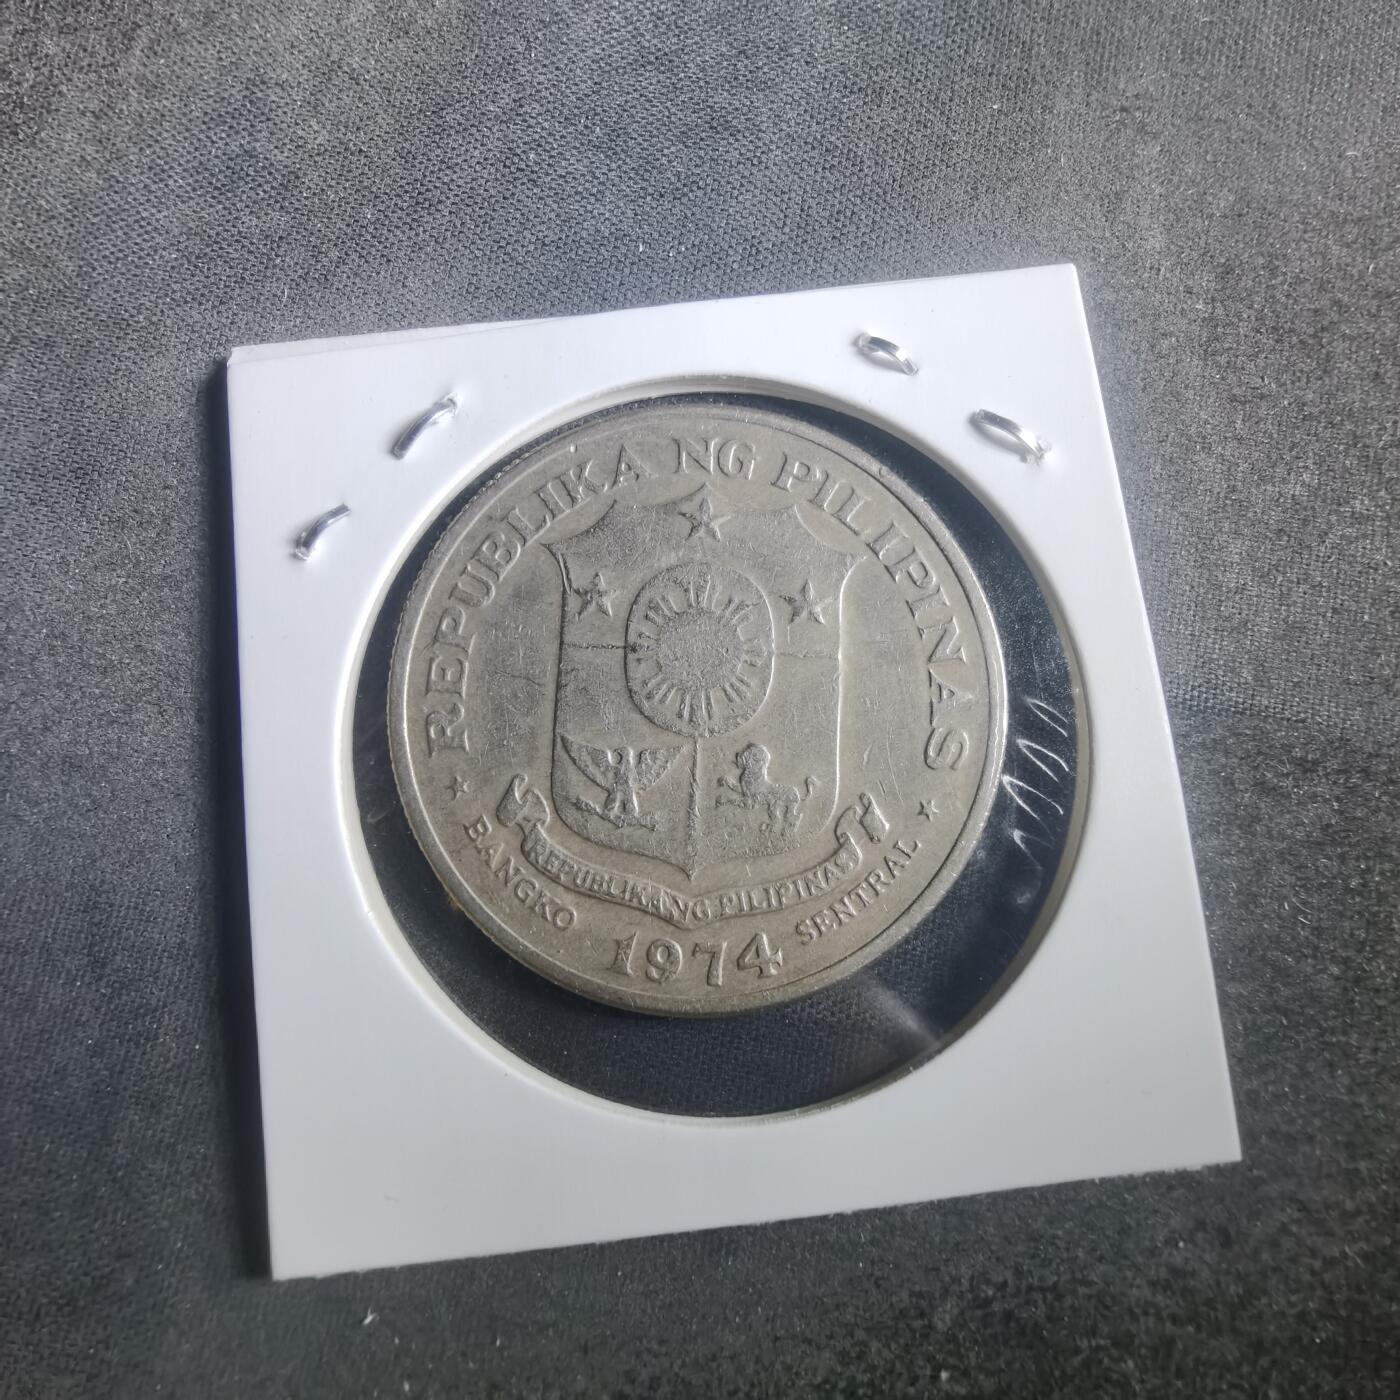 REPUBLIKA NG PILIPINAS
REPUBLIKA NG PILIPINAS
BANGKO SENTRAL
1974